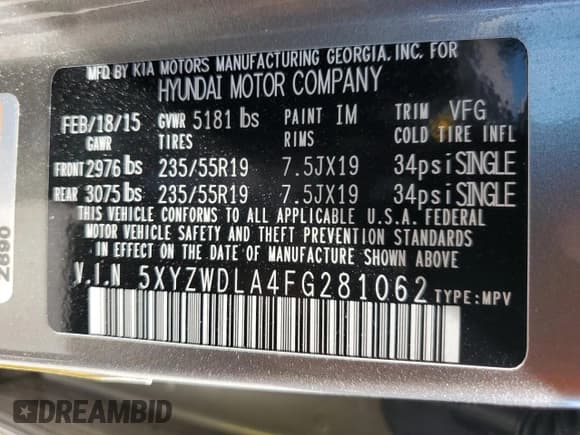 MFD BY KIA MOTORS MANUFACTURING GEORGIA, INC. FOR
HYUNDAI MOTOR COMPANY
FEB/18/15 GVWR 5181 lbs PAINT IM TRIM VFG
GAWR TIRES RIMS COLD TIRE INFL
FRONT 2976 lbs 235/55R19 7.5JX19 34psi SINGLE
REAR 3075 lbs 235/55R19 7.5JX19 34psi SINGLE
THIS VEHICLE CONFORMS TO ALL APPLICABLE U.S.A. FEDERAL
MOTOR VEHICLE SAFETY AND THEFT PREVENTION STANDARDS
IN EFFECT ON THE DATE OF MANUFACTURE SHOWN ABOVE.
V.I.N 5XYZWDLA4FG281062 TYPE: MPV
2890
DREAMBID